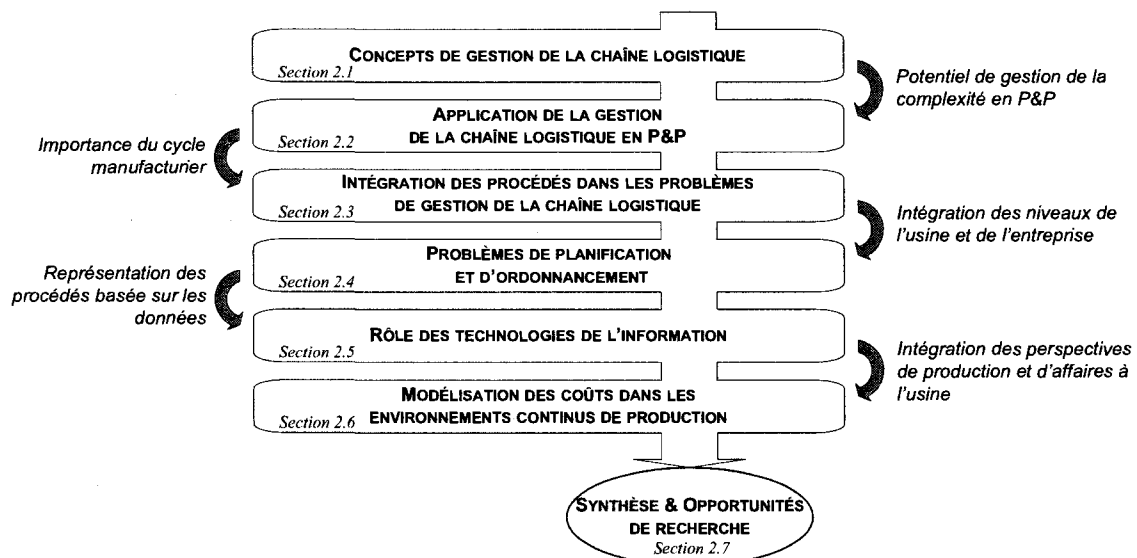 CONCEPTS DE GESTION DE LA CHAÎNE LOGISTIQUE
Section 2.1
Potentiel de gestion de la
complexité en P&P
APPLICATION DE LA GESTION
DE LA CHAÎNE LOGISTIQUE EN P&P
Section 2.2
Importance du cycle
manufacturier
INTÉGRATION DES PROCÉDÉS DANS LES PROBLÈMES
DE GESTION DE LA CHAÎNE LOGISTIQUE
Section 2.3
Intégration des niveaux de
l'usine et de l'entreprise
PROBLÈMES DE PLANIFICATION
ET D'ORDONNANCEMENT
Section 2.4
Représentation des
procédés basée sur les
données
RÔLE DES TECHNOLOGIES DE L'INFORMATION
Section 2.5
Intégration des perspectives
de production et d'affaires à
l'usine
MODÉLISATION DES COÛTS DANS LES
ENVIRONNEMENTS CONTINUS DE PRODUCTION
Section 2.6
SYNTHÈSE & OPPORTUNITÉS
DE RECHERCHE
Section 2.7